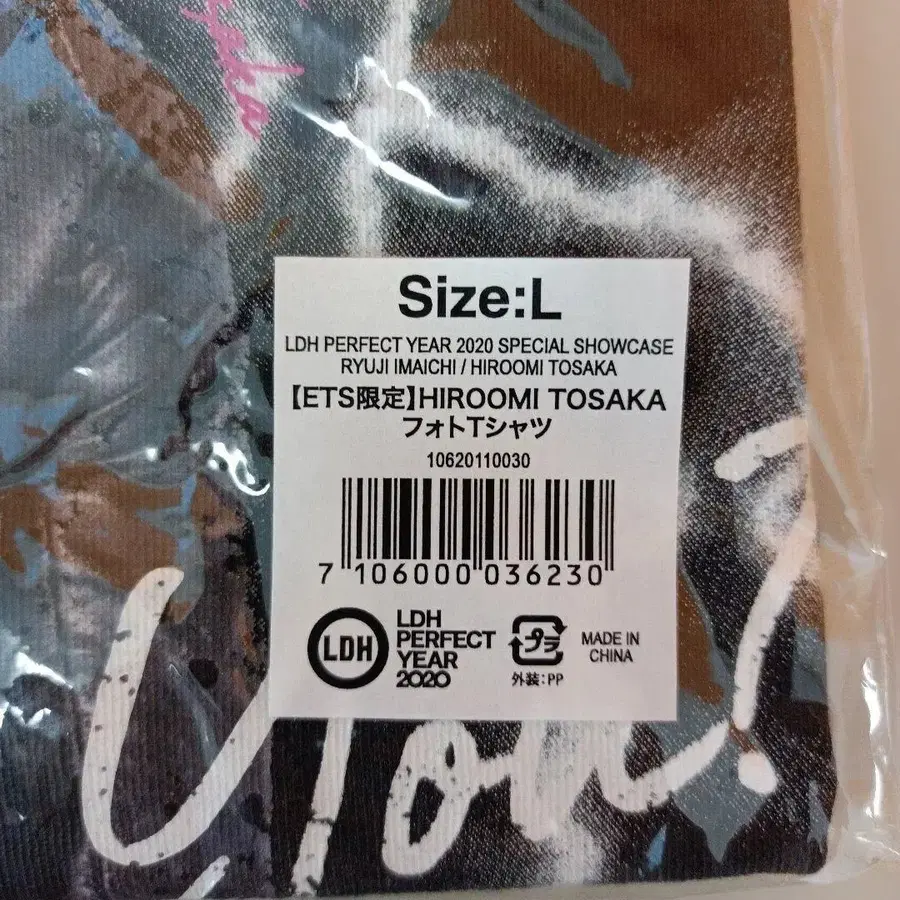 Size:L
LDH PERFECT YEAR 2020 SPECIAL SHOWCASE
RYUJI IMAICHI / HIROOMI TOSAKA
【ETS限定】HIROOMI TOSAKA
フォトTシャツ
10620110030
7 106000 036230
LDH
LDH
PERFECT
YEAR
2020
プラ
外装:PP
MADE IN
CHINA
You!